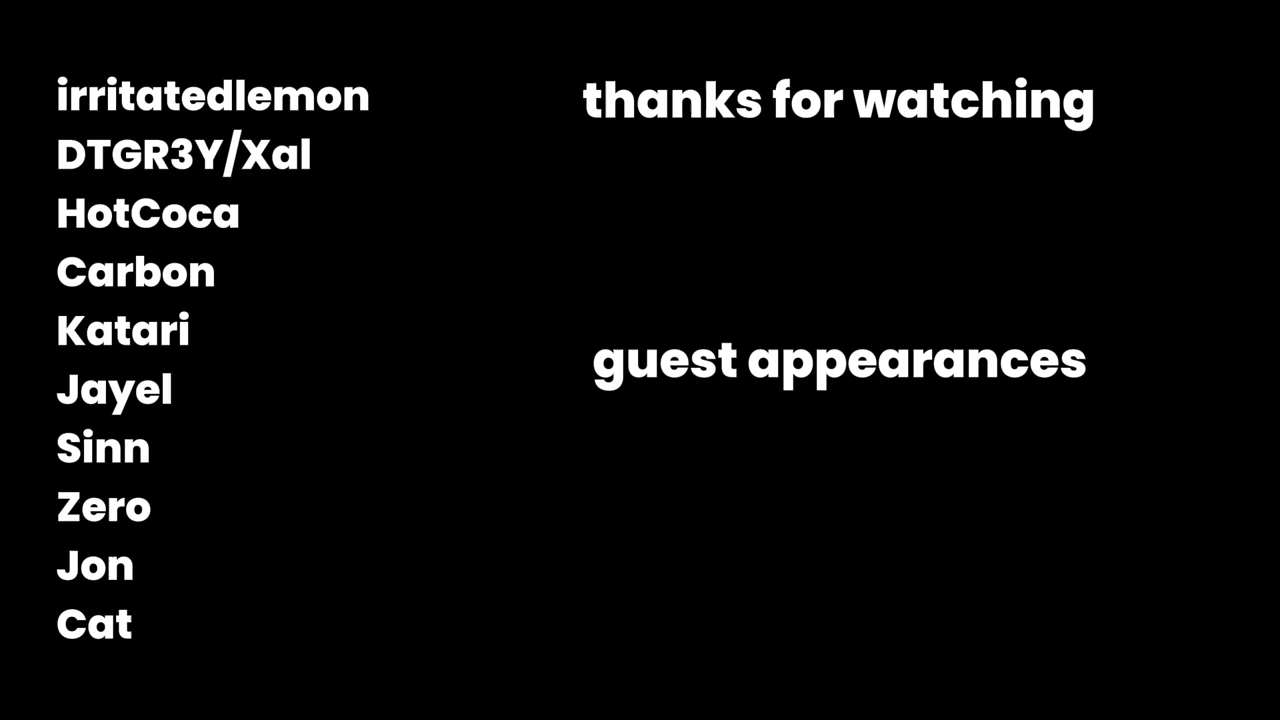 irritatedlemon
DTGR3Y/Xal
HotCoca
Carbon
Katari
Jayel
Sinn
Zero
Jon
Cat
thanks for watching
guest appearances